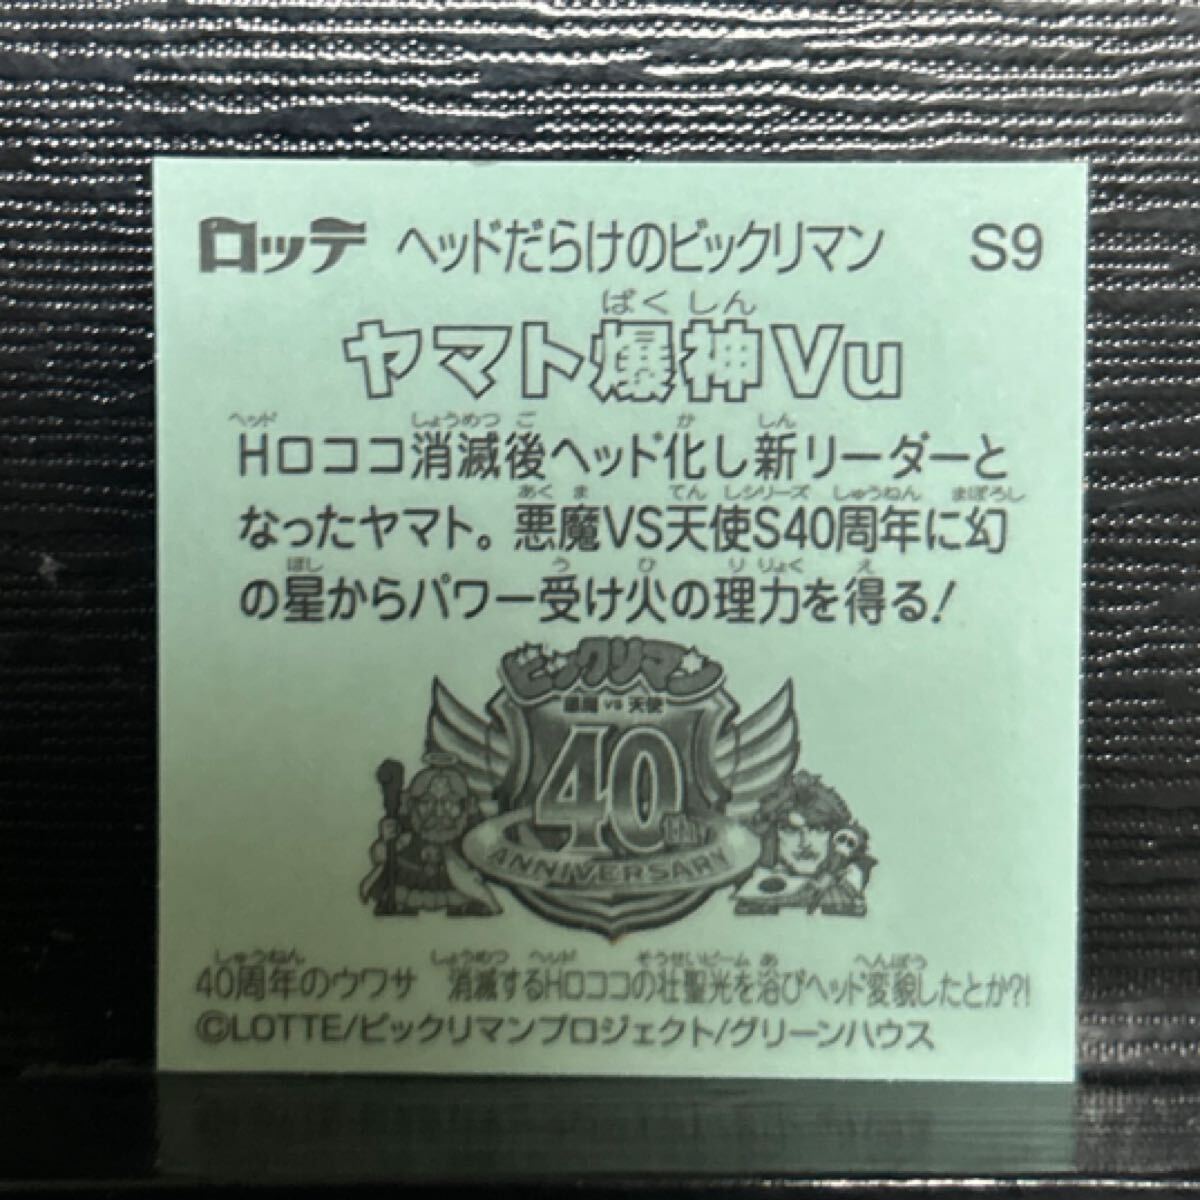 ロッテ ヘッドだらけのビックリマン S9
ばくしん
ヤマト爆神Vu
ヘッド しょうめつ ご か しん
Hロココ消滅後ヘッド化し新リーダーと
あく ま てん しシリーズ しゅうねん まぼろし
なったヤマト。悪魔VS天使S40周年に幻
ぼし う ひ り りょく え
の星からパワー受け火の理力を得る!
ビックリマン
悪魔 VS 天使
40th
ANNIVERSARY
しゅうねん しょうめつ ヘッド そうせいビーム あ へんぼう
40周年のウワサ 消滅するHロココの壮聖光を浴びヘッド変貌したとか?!
©LOTTE/ビックリマンプロジェクト/グリーンハウス